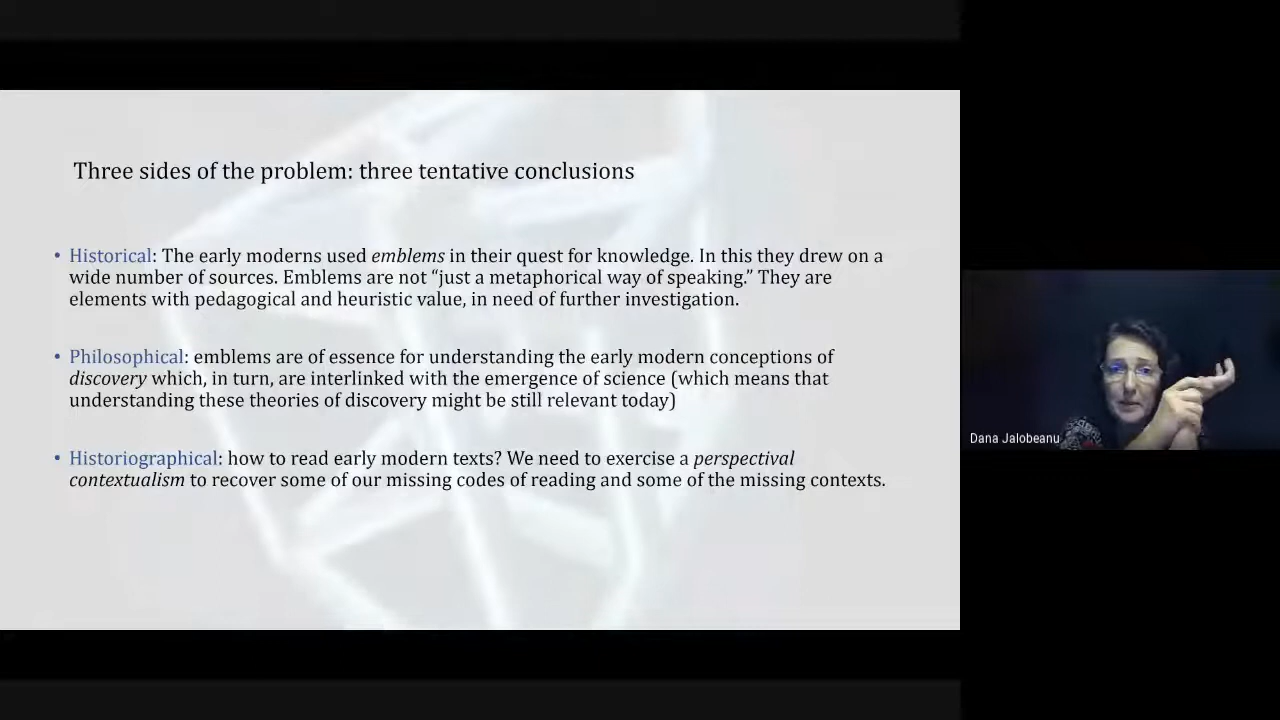 Three sides of the problem: three tentative conclusions
• Historical: The early moderns used emblems in their quest for knowledge. In this they drew on a
wide number of sources. Emblems are not “just a metaphorical way of speaking.” They are
elements with pedagogical and heuristic value, in need of further investigation.
• Philosophical: emblems are of essence for understanding the early modern conceptions of
discovery which, in turn, are interlinked with the emergence of science (which means that
understanding these theories of discovery might be still relevant today)
• Historiographical: how to read early modern texts? We need to exercise a perspectival
contextualism to recover some of our missing codes of reading and some of the missing contexts.
Dana Jalobeanu